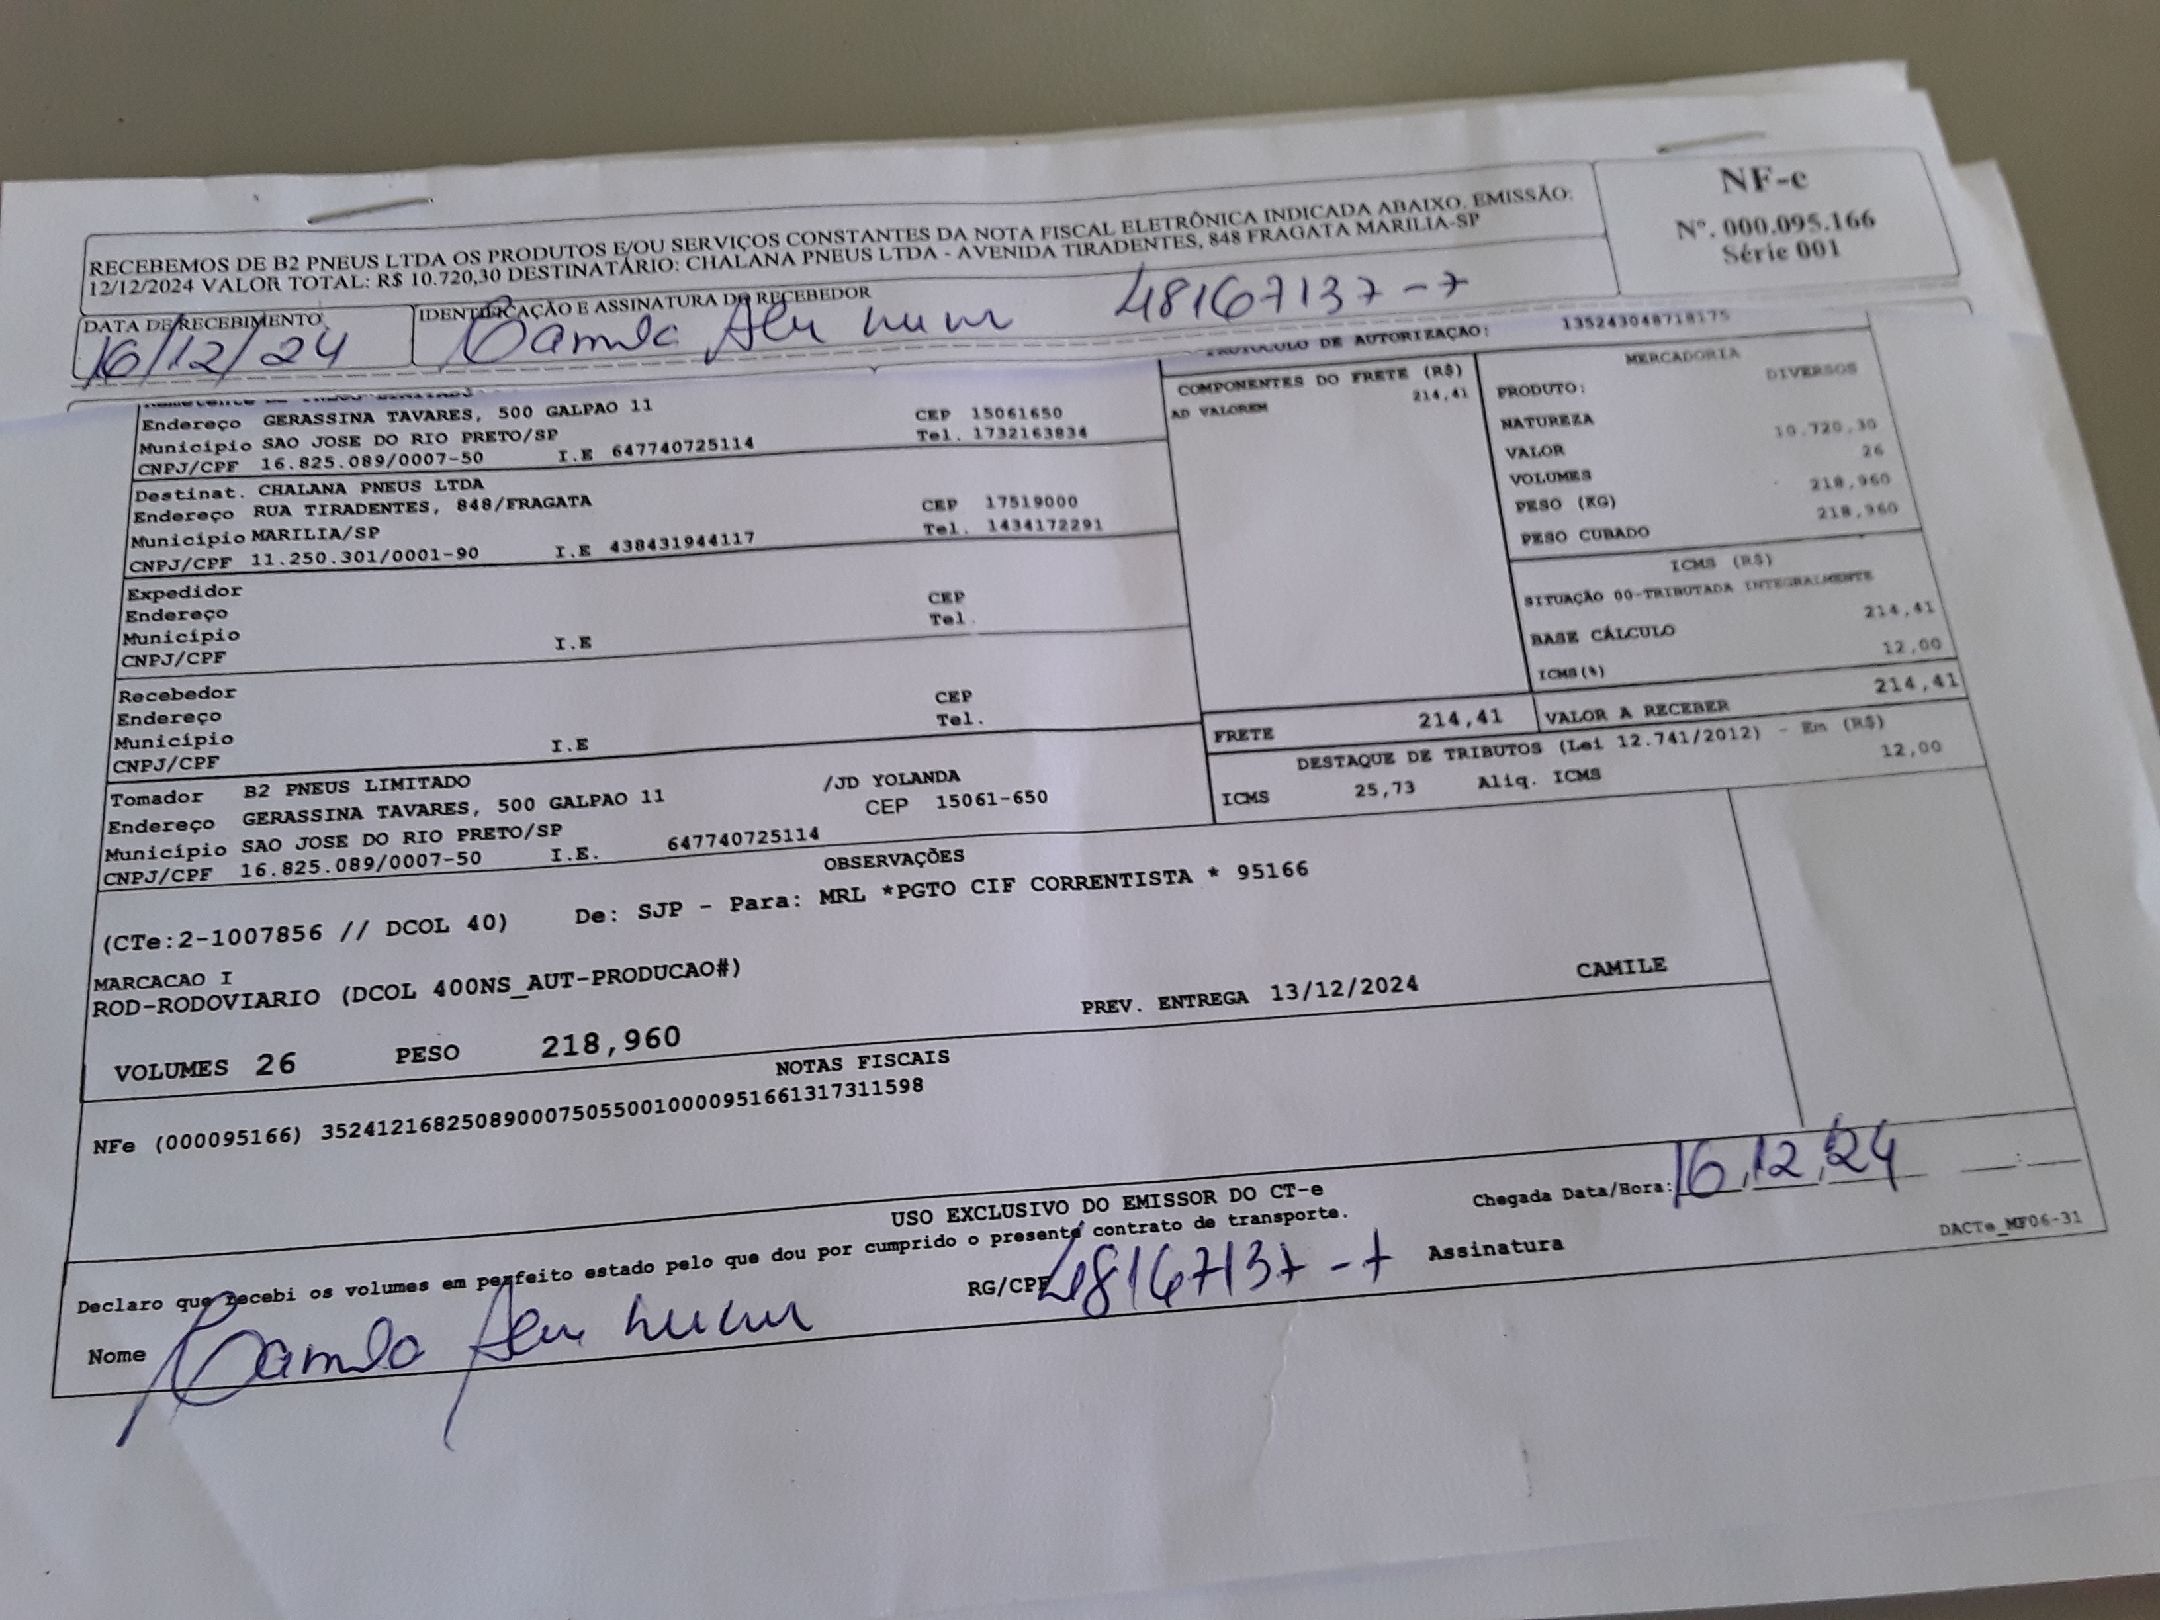 RECEBEMOS DE B2 PNEUS LTDA OS PRODUTOS E/OU SERVIÇOS CONSTANTES DA NOTA FISCAL ELETRÔNICA INDICADA ABAIXO. EMISSÃO:
12/12/2024 VALOR TOTAL: R$ 10.720,30 DESTINATÁRIO: CHALANA PNEUS LTDA - AVENIDA TIRADENTES, 848 FRAGATA MARILIA-SP
NF-e
Nº. 000.095.166
Série 001
DATA DE RECEBIMENTO
16/12/24
IDENTIFICAÇÃO E ASSINATURA DO RECEBEDOR
48167137-7
PROTOCOLO DE AUTORIZAÇÃO: 135243048718175
Endereço GERASSINA TAVARES, 500 GALPAO 11 CEP 15061650
Município SAO JOSE DO RIO PRETO/SP Tel. 1732163834
CNPJ/CPF 16.825.089/0007-50 I.E 647740725114
Destinat. CHALANA PNEUS LTDA
Endereço RUA TIRADENTES, 848/FRAGATA CEP 17519000
Município MARILIA/SP Tel. 1434172291
CNPJ/CPF 11.250.301/0001-90 I.E 438431944117
Expedidor
Endereço CEP
Município Tel.
CNPJ/CPF I.E
Recebedor
Endereço CEP
Município Tel.
CNPJ/CPF I.E
Tomador B2 PNEUS LIMITADO /JD YOLANDA
Endereço GERASSINA TAVARES, 500 GALPAO 11 CEP 15061-650
Município SAO JOSE DO RIO PRETO/SP
CNPJ/CPF 16.825.089/0007-50 I.E. 647740725114
COMPONENTES DO FRETE (R$)
AD VALOREM 214,41
MERCADORIA
PRODUTO: DIVERSOS
NATUREZA
VALOR 10.720,30
VOLUMES 26
PESO (KG) 218,960
PESO CUBADO 218,960
ICMS (R$)
SITUAÇÃO 00-TRIBUTADA INTEGRALMENTE
BASE CÁLCULO 214,41
ICMS(%) 12,00
FRETE 214,41 VALOR A RECEBER 214,41
DESTAQUE DE TRIBUTOS (Lei 12.741/2012) - Em (R$)
ICMS 25,73 Aliq. ICMS 12,00
OBSERVAÇÕES
(CTe:2-1007856 // DCOL 40) De: SJP - Para: MRL *PGTO CIF CORRENTISTA * 95166
MARCACAO I
ROD-RODOVIARIO (DCOL 400NS_AUT-PRODUCAO#)
PREV. ENTREGA 13/12/2024 CAMILE
VOLUMES 26 PESO 218,960
NOTAS FISCAIS
NFe (000095166) 35241216825089000750550010000951661317311598
USO EXCLUSIVO DO EMISSOR DO CT-e
Declaro que recebi os volumes em perfeito estado pelo que dou por cumprido o presente contrato de transporte.
Chegada Data/Hora: 16,12,24
Nome RG/CPF 48167137-7 Assinatura
DACTe_MF06-31